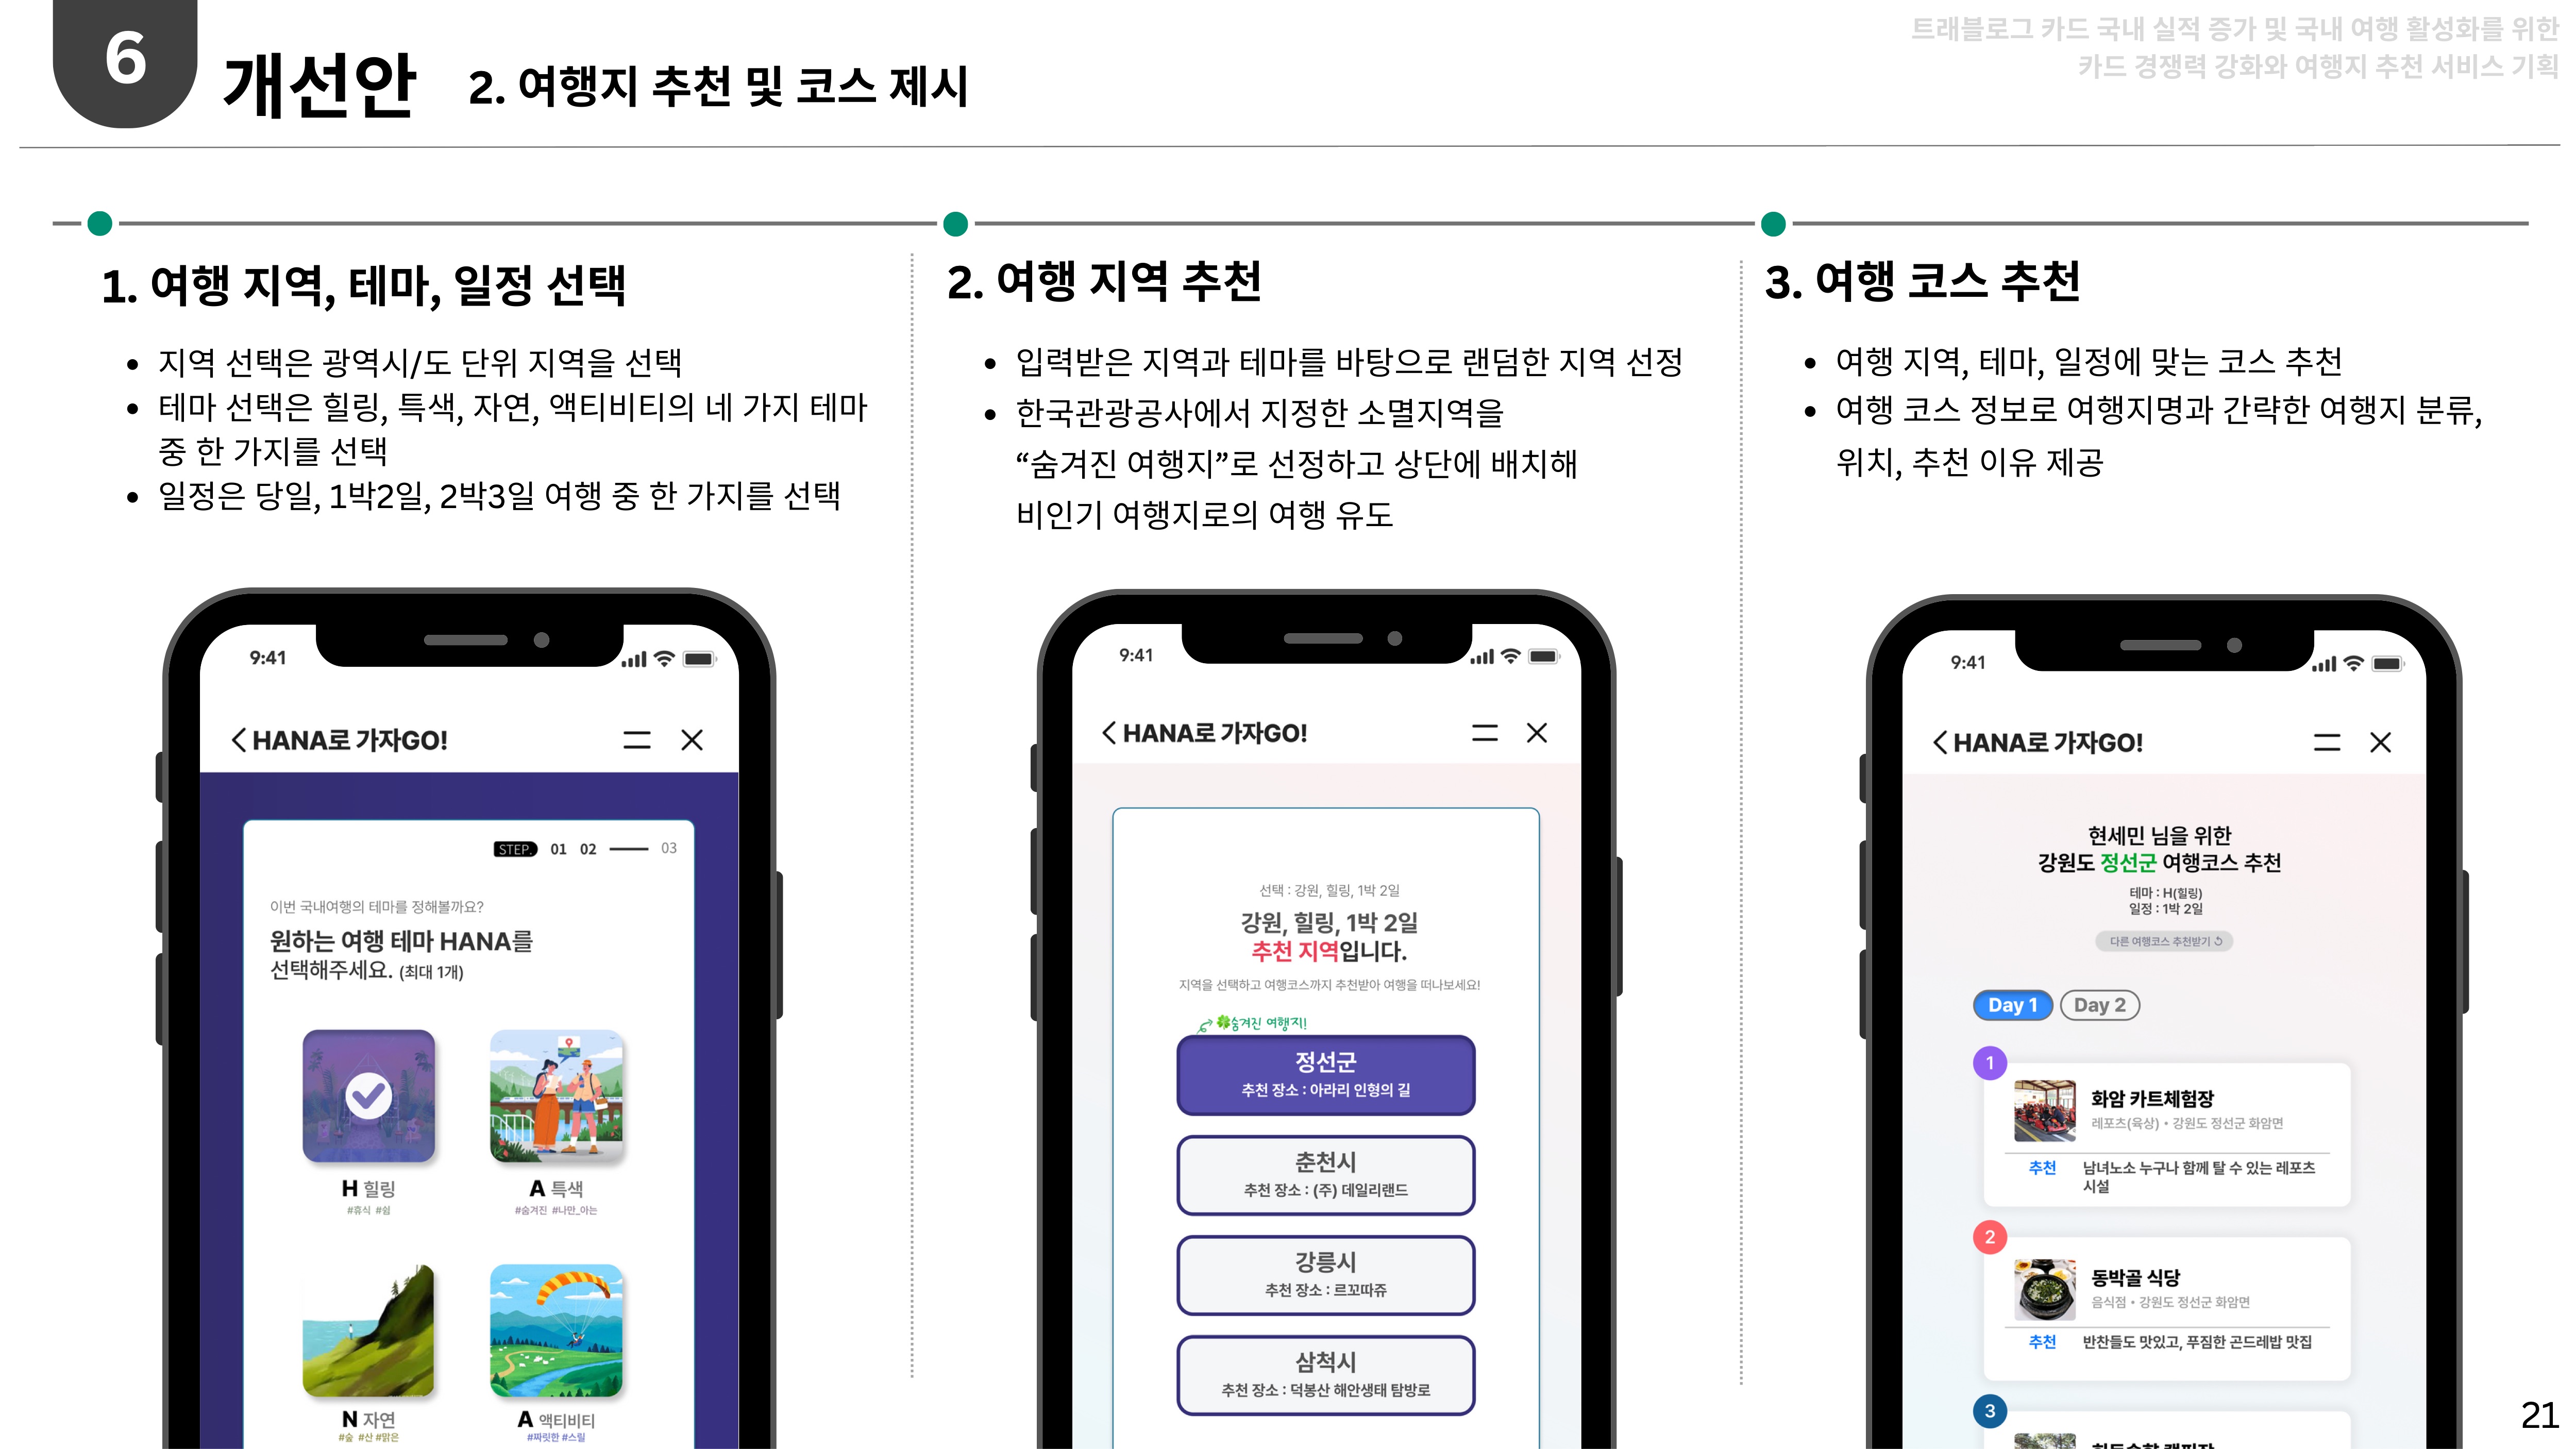 6
개선안
2. 여행지 추천 및 코스 제시
트래블로그 카드 국내 실적 증가 및 국내 여행 활성화를 위한
카드 경쟁력 강화와 여행지 추천 서비스 기획
1. 여행 지역, 테마, 일정 선택
• 지역 선택은 광역시/도 단위 지역을 선택
• 테마 선택은 힐링, 특색, 자연, 액티비티의 네 가지 테마
중 한 가지를 선택
• 일정은 당일, 1박2일, 2박3일 여행 중 한 가지를 선택
9:41
HANA로 가자GO!
STEP. 01 02 03
이번 국내여행의 테마를 정해볼까요?
원하는 여행 테마 HANA를
선택해주세요. (최대 1개)
H 힐링
#휴식 #쉼
A 특색
#숨겨진 #나만_아는
N 자연
#숲 #산 #맑은
A 액티비티
#짜릿한 #스릴
2. 여행 지역 추천
• 입력받은 지역과 테마를 바탕으로 랜덤한 지역 선정
• 한국관광공사에서 지정한 소멸지역을
“숨겨진 여행지”로 선정하고 상단에 배치해
비인기 여행지로의 여행 유도
9:41
HANA로 가자GO!
선택 : 강원, 힐링, 1박 2일
강원, 힐링, 1박 2일
추천 지역입니다.
지역을 선택하고 여행코스까지 추천받아 여행을 떠나보세요!
숨겨진 여행지!
정선군
추천 장소 : 아라리 인형의 길
춘천시
추천 장소 : (주) 데일리랜드
강릉시
추천 장소 : 르꼬따쥬
삼척시
추천 장소 : 덕봉산 해안생태 탐방로
3. 여행 코스 추천
• 여행 지역, 테마, 일정에 맞는 코스 추천
• 여행 코스 정보로 여행지명과 간략한 여행지 분류,
위치, 추천 이유 제공
9:41
HANA로 가자GO!
현세민 님을 위한
강원도 정선군 여행코스 추천
테마 : H(힐링)
일정 : 1박 2일
다른 여행코스 추천받기
Day 1 Day 2
1
화암 카트체험장
레포츠(육상) • 강원도 정선군 화암면
추천 남녀노소 누구나 함께 탈 수 있는 레포츠
시설
2
동박골 식당
음식점 • 강원도 정선군 화암면
추천 반찬들도 맛있고, 푸짐한 곤드레밥 맛집
3
21